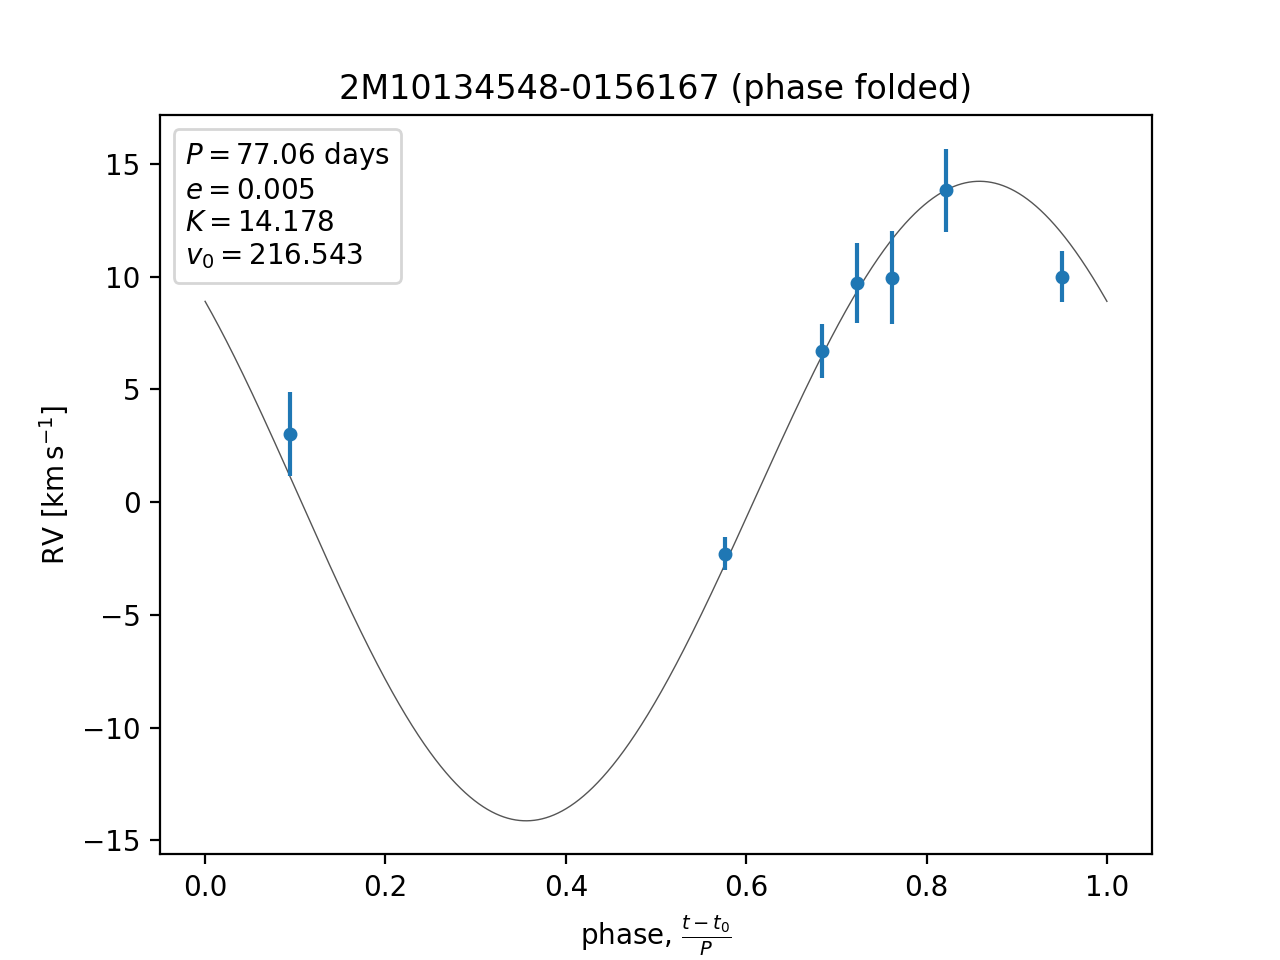 2M10134548-0156167 (phase folded)
P = 77.06 days
e = 0.005
K = 14.178
v₀ = 216.543
15
10
5
0
−5
−10
−15
RV [km s⁻¹]
0.0 0.2 0.4 0.6 0.8 1.0
phase, (t − t₀)/P